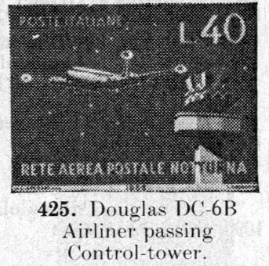 POSTE ITALIANE
L.40
RETE AEREA POSTALE NOTTURNA
425. Douglas DC-6B
Airliner passing
Control-tower.